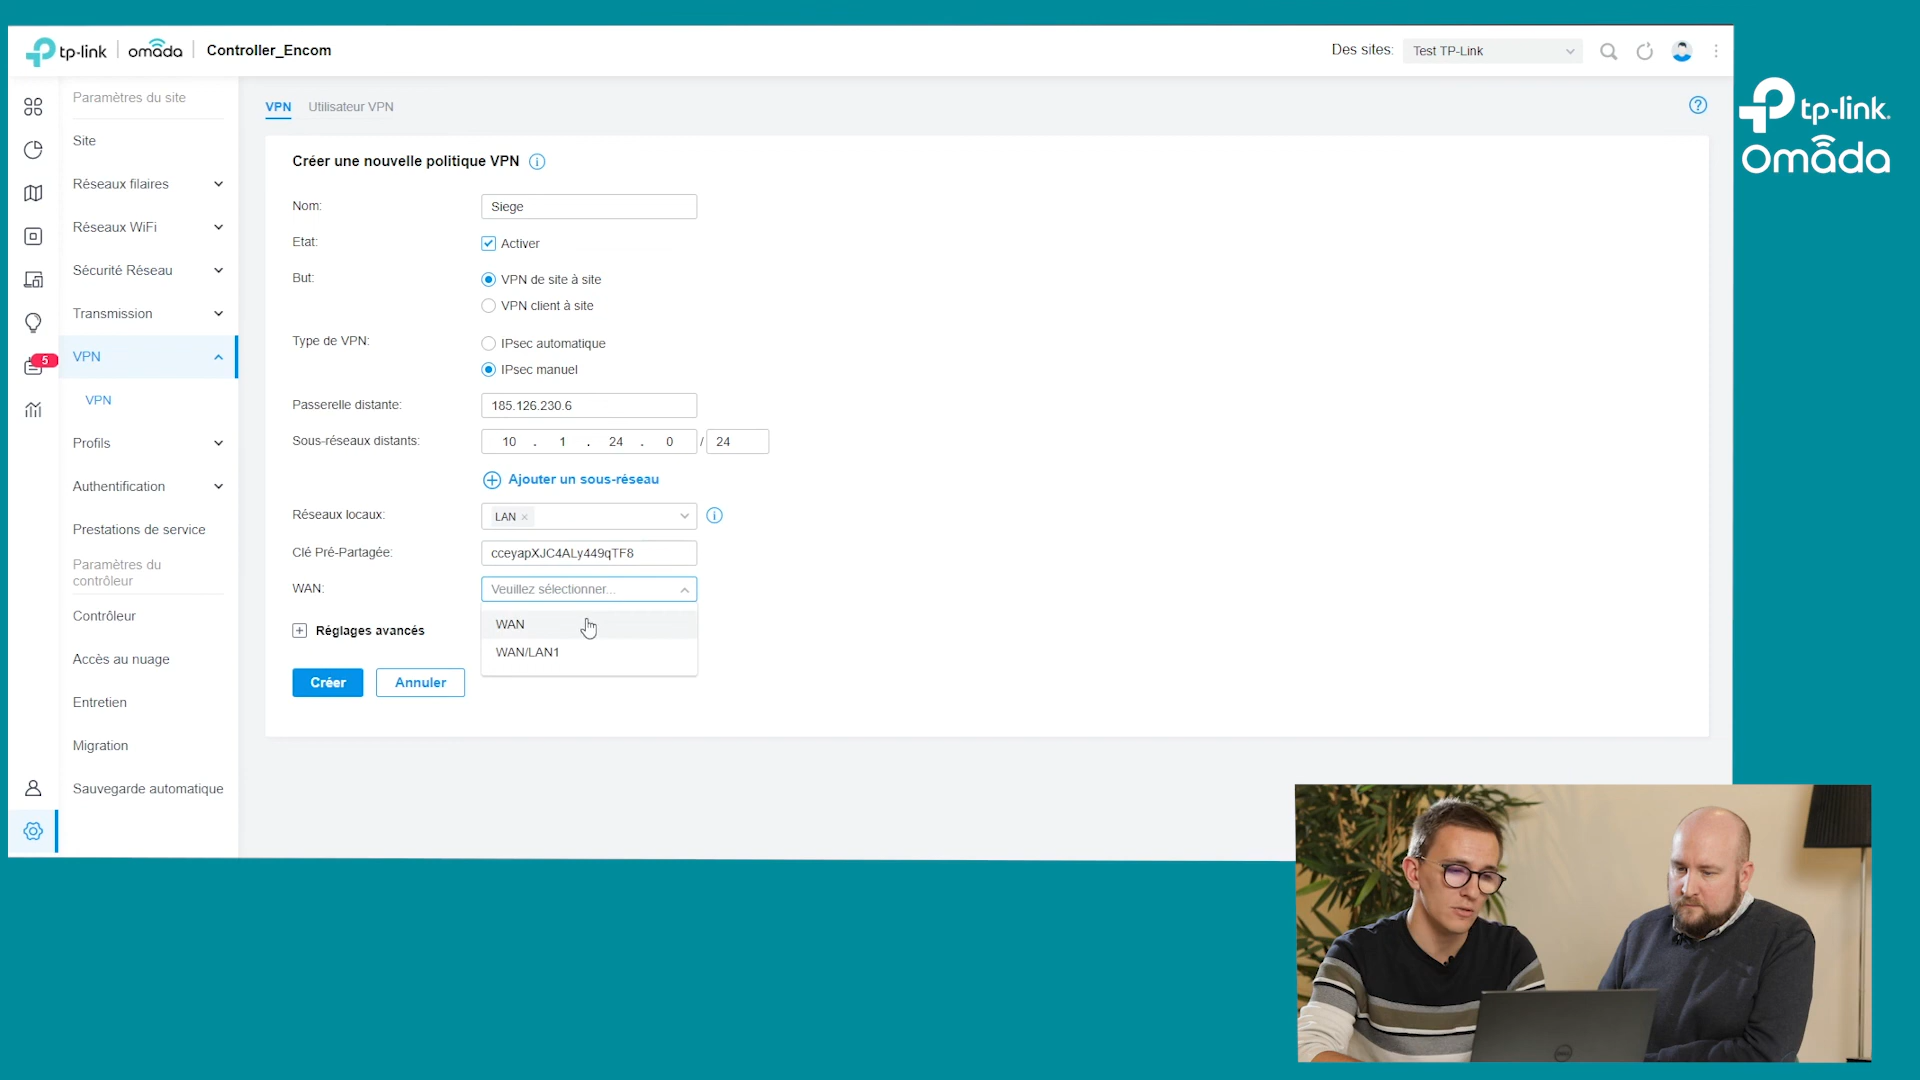 tp-link | omada | Controller_Encom
Des sites: Test TP-Link
tp-link
omada
Paramètres du site
Site
Réseaux filaires
Réseaux WiFi
Sécurité Réseau
Transmission
VPN
5
VPN
Profils
Authentification
Prestations de service
Paramètres du
contrôleur
Contrôleur
Accès au nuage
Entretien
Migration
Sauvegarde automatique
VPN Utilisateur VPN
Créer une nouvelle politique VPN
Nom: Siege
Etat: Activer
But: VPN de site à site
VPN client à site
Type de VPN: IPsec automatique
IPsec manuel
Passerelle distante: 185.126.230.6
Sous-réseaux distants: 10 . 1 . 24 . 0 / 24
Ajouter un sous-réseau
Réseaux locaux: LAN ×
Clé Pré-Partagée: cceyapXJC4ALy449qTF8
WAN: Veuillez sélectionner...
WAN
WAN/LAN1
Réglages avancés
Créer Annuler
DELL